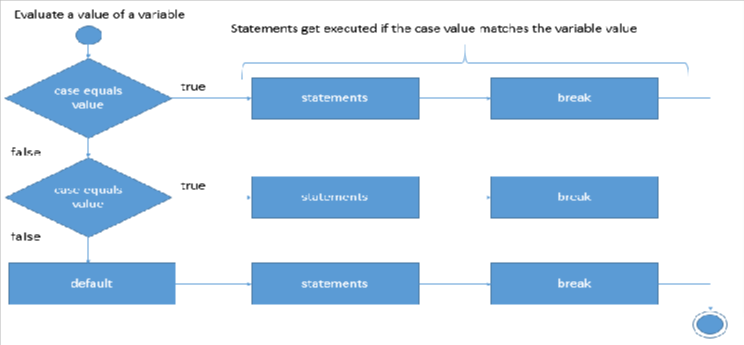 Evaluate a value of a variable
Statements get executed if the case value matches the variable value
case equals
value
true
statements
break
false
case equals
value
true
statements
break
false
default
statements
break